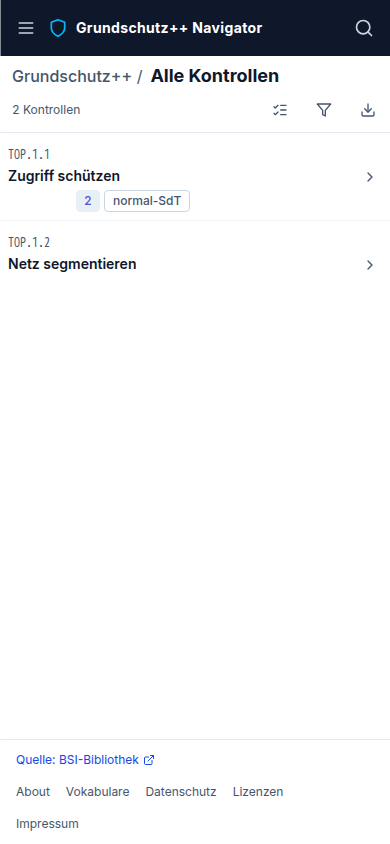 Grundschutz++ Navigator
Grundschutz++ / Alle Kontrollen
2 Kontrollen
TOP.1.1
Zugriff schützen
2 normal-SdT
TOP.1.2
Netz segmentieren
Quelle: BSI-Bibliothek
About Vokabulare Datenschutz Lizenzen
Impressum